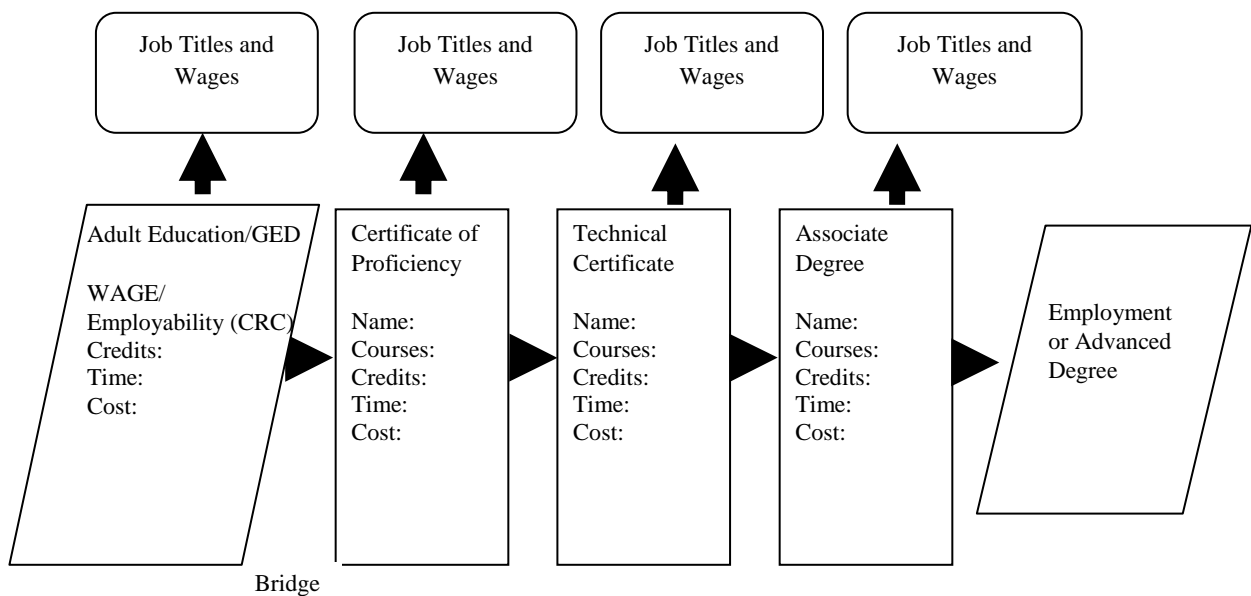 Job Titles and
Wages
Job Titles and
Wages
Job Titles and
Wages
Job Titles and
Wages
Adult Education/GED
WAGE/
Employability (CRC)
Credits:
Time:
Cost:
Certificate of
Proficiency
Name:
Courses:
Credits:
Time:
Cost:
Technical
Certificate
Name:
Courses:
Credits:
Time:
Cost:
Associate
Degree
Name:
Courses:
Credits:
Time:
Cost:
Employment
or Advanced
Degree
Bridge